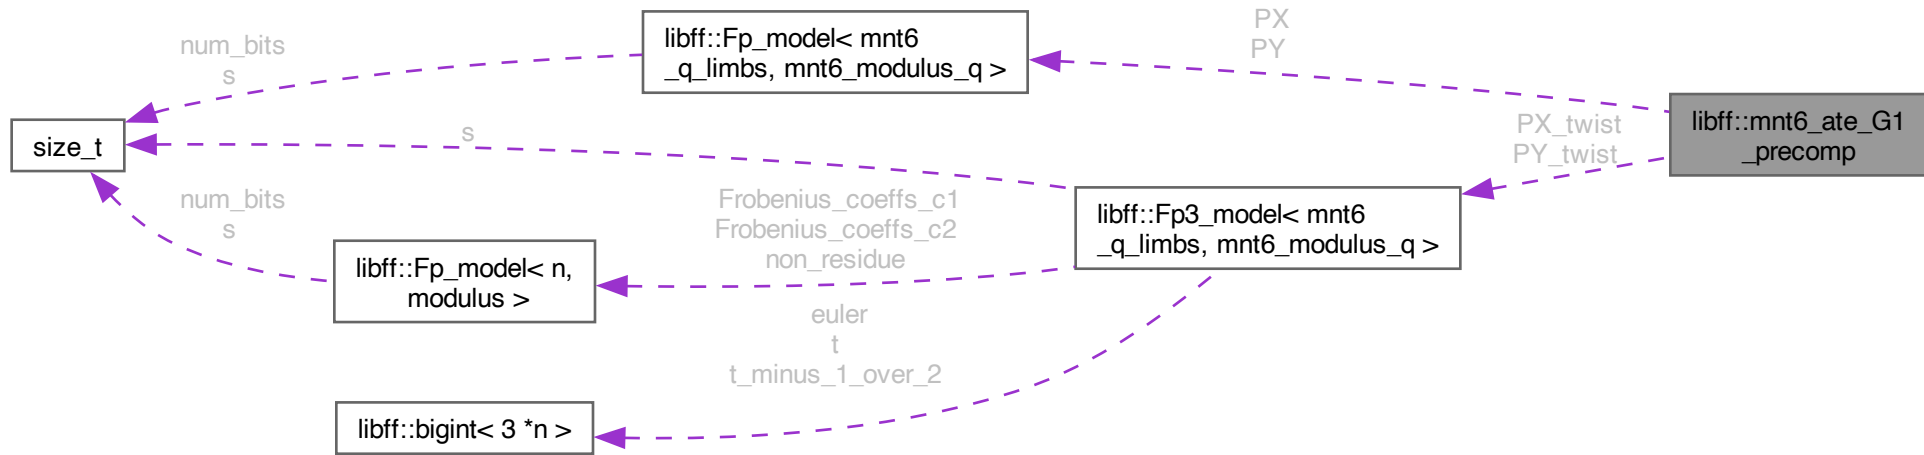 PX
PY
libff::Fp_model< mnt6
_q_limbs, mnt6_modulus_q >
num_bits
s
libff::mnt6_ate_G1
_precomp
PX_twist
PY_twist
s
size_t
num_bits
s
Frobenius_coeffs_c1
Frobenius_coeffs_c2
non_residue
libff::Fp3_model< mnt6
_q_limbs, mnt6_modulus_q >
libff::Fp_model< n,
modulus >
euler
t
t_minus_1_over_2
libff::bigint< 3 *n >